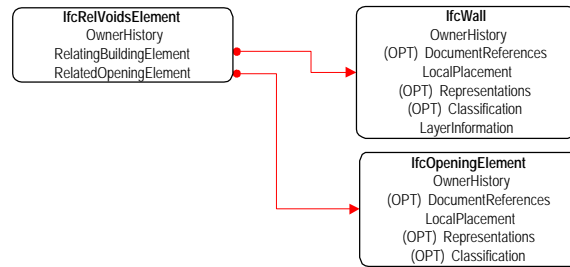 IfcRelVoidsElement
OwnerHistory
RelatingBuildingElement
RelatedOpeningElement
IfcWall
OwnerHistory
(OPT) DocumentReferences
LocalPlacement
(OPT) Representations
(OPT) Classification
LayerInformation
IfcOpeningElement
OwnerHistory
(OPT) DocumentReferences
LocalPlacement
(OPT) Representations
(OPT) Classification